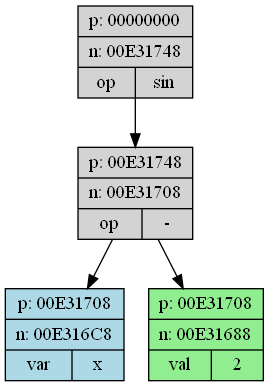 p: 00000000
n: 00E31748
op sin
p: 00E31748
n: 00E31708
op -
p: 00E31708
n: 00E316C8
var x
p: 00E31708
n: 00E31688
val 2